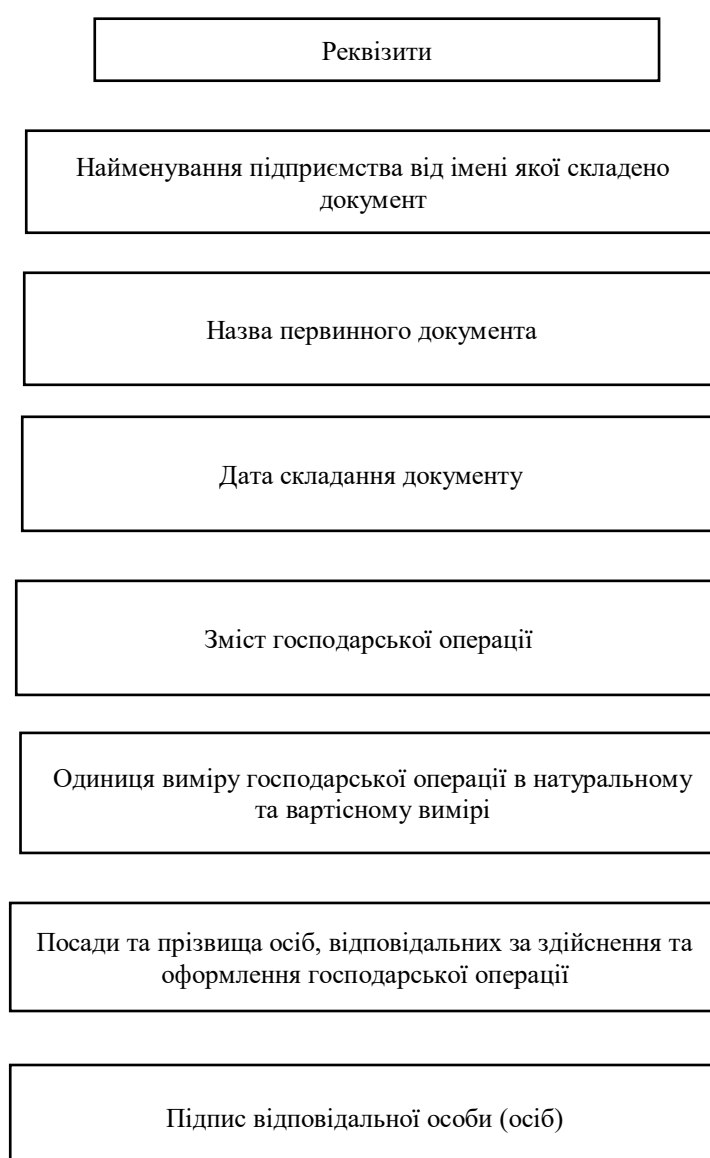 Реквізити
Найменування підприємства від імені якої складено
документ
Назва первинного документа
Дата складання документу
Зміст господарської операції
Одиниця виміру господарської операції в натуральному
та вартісному вимірі
Посади та прізвища осіб, відповідальних за здійснення та
оформлення господарської операції
Підпис відповідальної особи (осіб)